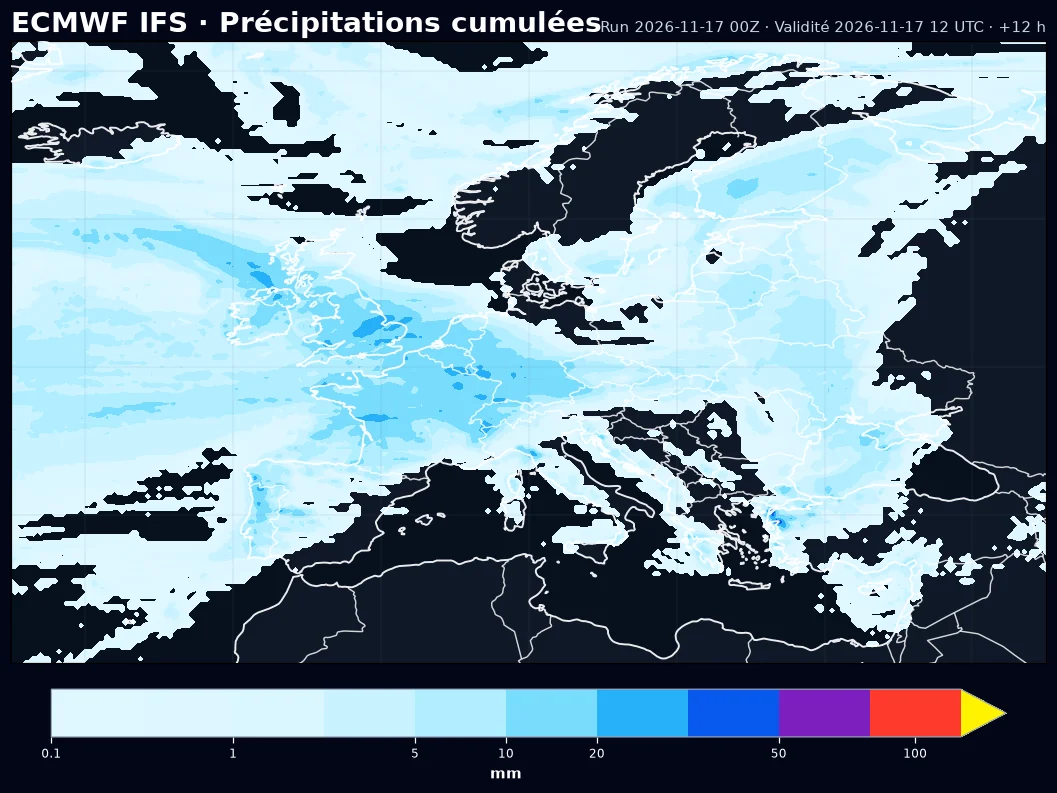 ECMWF IFS · Précipitations cumulées
Run 2026-11-17 00Z · Validité 2026-11-17 12 UTC · +12 h
0.1 1 5 10 20 50 100
mm